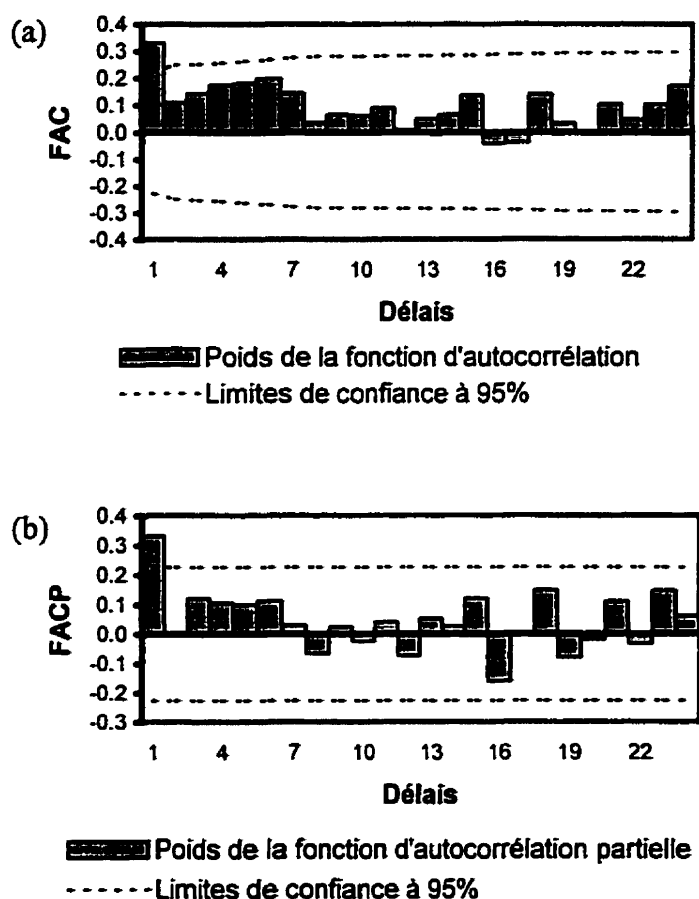 (a)
FAC
0.4
0.3
0.2
0.1
0.0
-0.1
-0.2
-0.3
-0.4
1 4 7 10 13 16 19 22
Délais
Poids de la fonction d'autocorrélation
Limites de confiance à 95%
(b)
FACP
0.4
0.3
0.2
0.1
0.0
-0.1
-0.2
-0.3
1 4 7 10 13 16 19 22
Délais
Poids de la fonction d'autocorrélation partielle
Limites de confiance à 95%